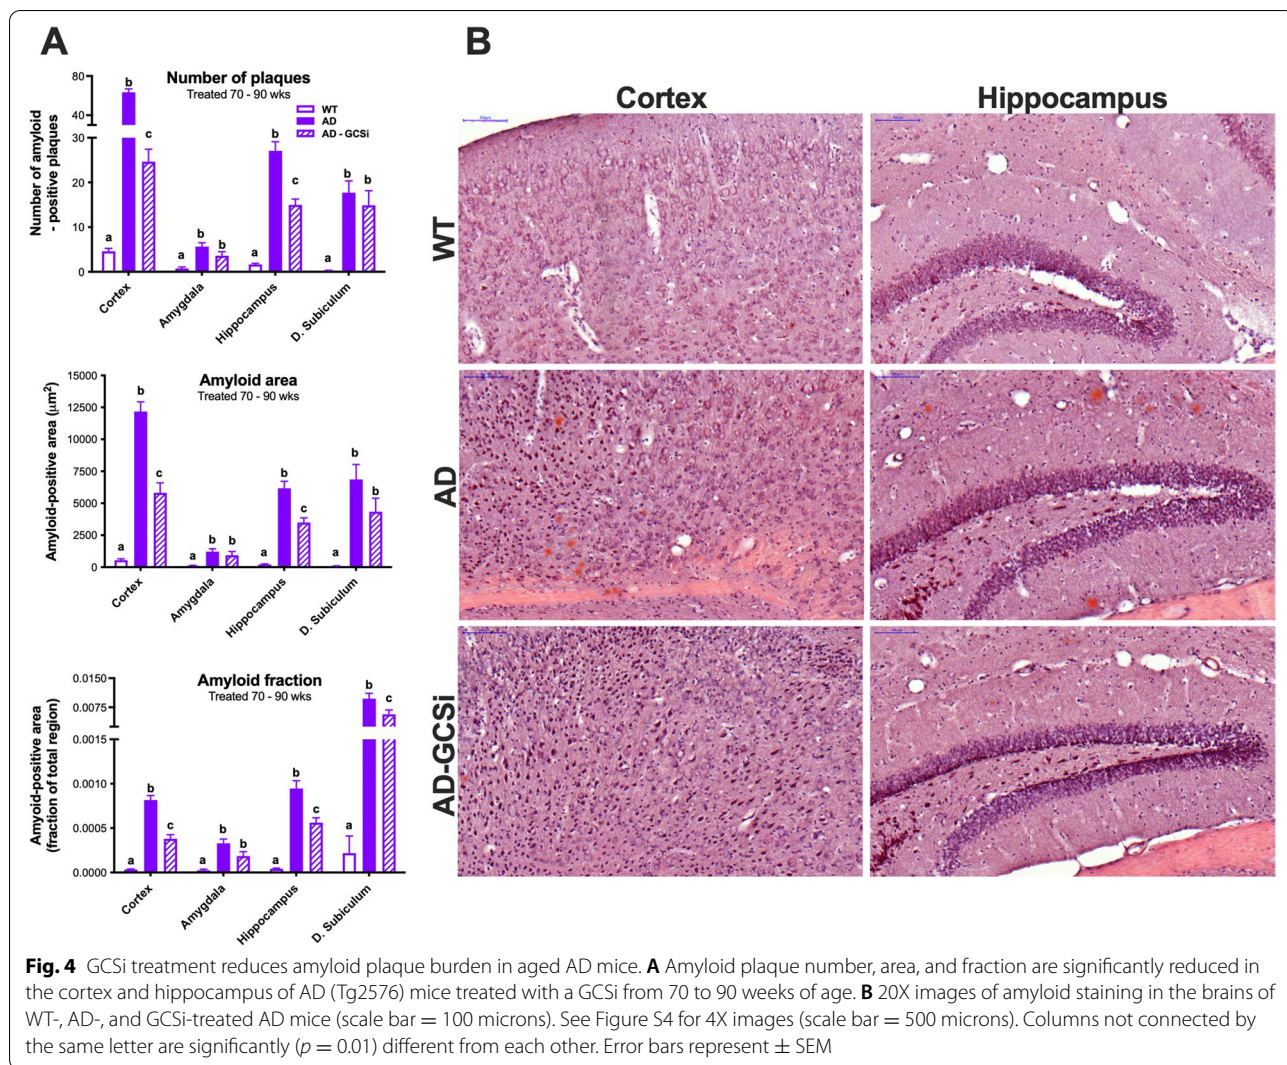 A
Number of plaques
Treated 70 - 90 wks
WT
AD
AD - GCSi
Number of amyloid
- positive plaques
80
40
30
20
10
0
a b c
a b b
a b c
a b b
Cortex
Amygdala
Hippocampus
D. Subiculum
Amyloid area
Treated 70 - 90 wks
Amyloid-positive area (μm²)
15000
12500
10000
7500
5000
2500
0
a b c
a b b
a b c
a b b
Cortex
Amygdala
Hippocampus
D. Subiculum
Amyloid fraction
Treated 70 - 90 wks
Amyoid-positive area
(fraction of total region)
0.0150
0.0075
0.0015
0.0010
0.0005
0.0000
a b c
a b b
a b c
a b c
Cortex
Amygdala
Hippocampus
D. Subiculum
B
Cortex
Hippocampus
WT
AD
AD-GCSi
Fig. 4 GCSi treatment reduces amyloid plaque burden in aged AD mice. A Amyloid plaque number, area, and fraction are significantly reduced in
the cortex and hippocampus of AD (Tg2576) mice treated with a GCSi from 70 to 90 weeks of age. B 20X images of amyloid staining in the brains of
WT-, AD-, and GCSi-treated AD mice (scale bar = 100 microns). See Figure S4 for 4X images (scale bar = 500 microns). Columns not connected by
the same letter are significantly (p = 0.01) different from each other. Error bars represent ± SEM